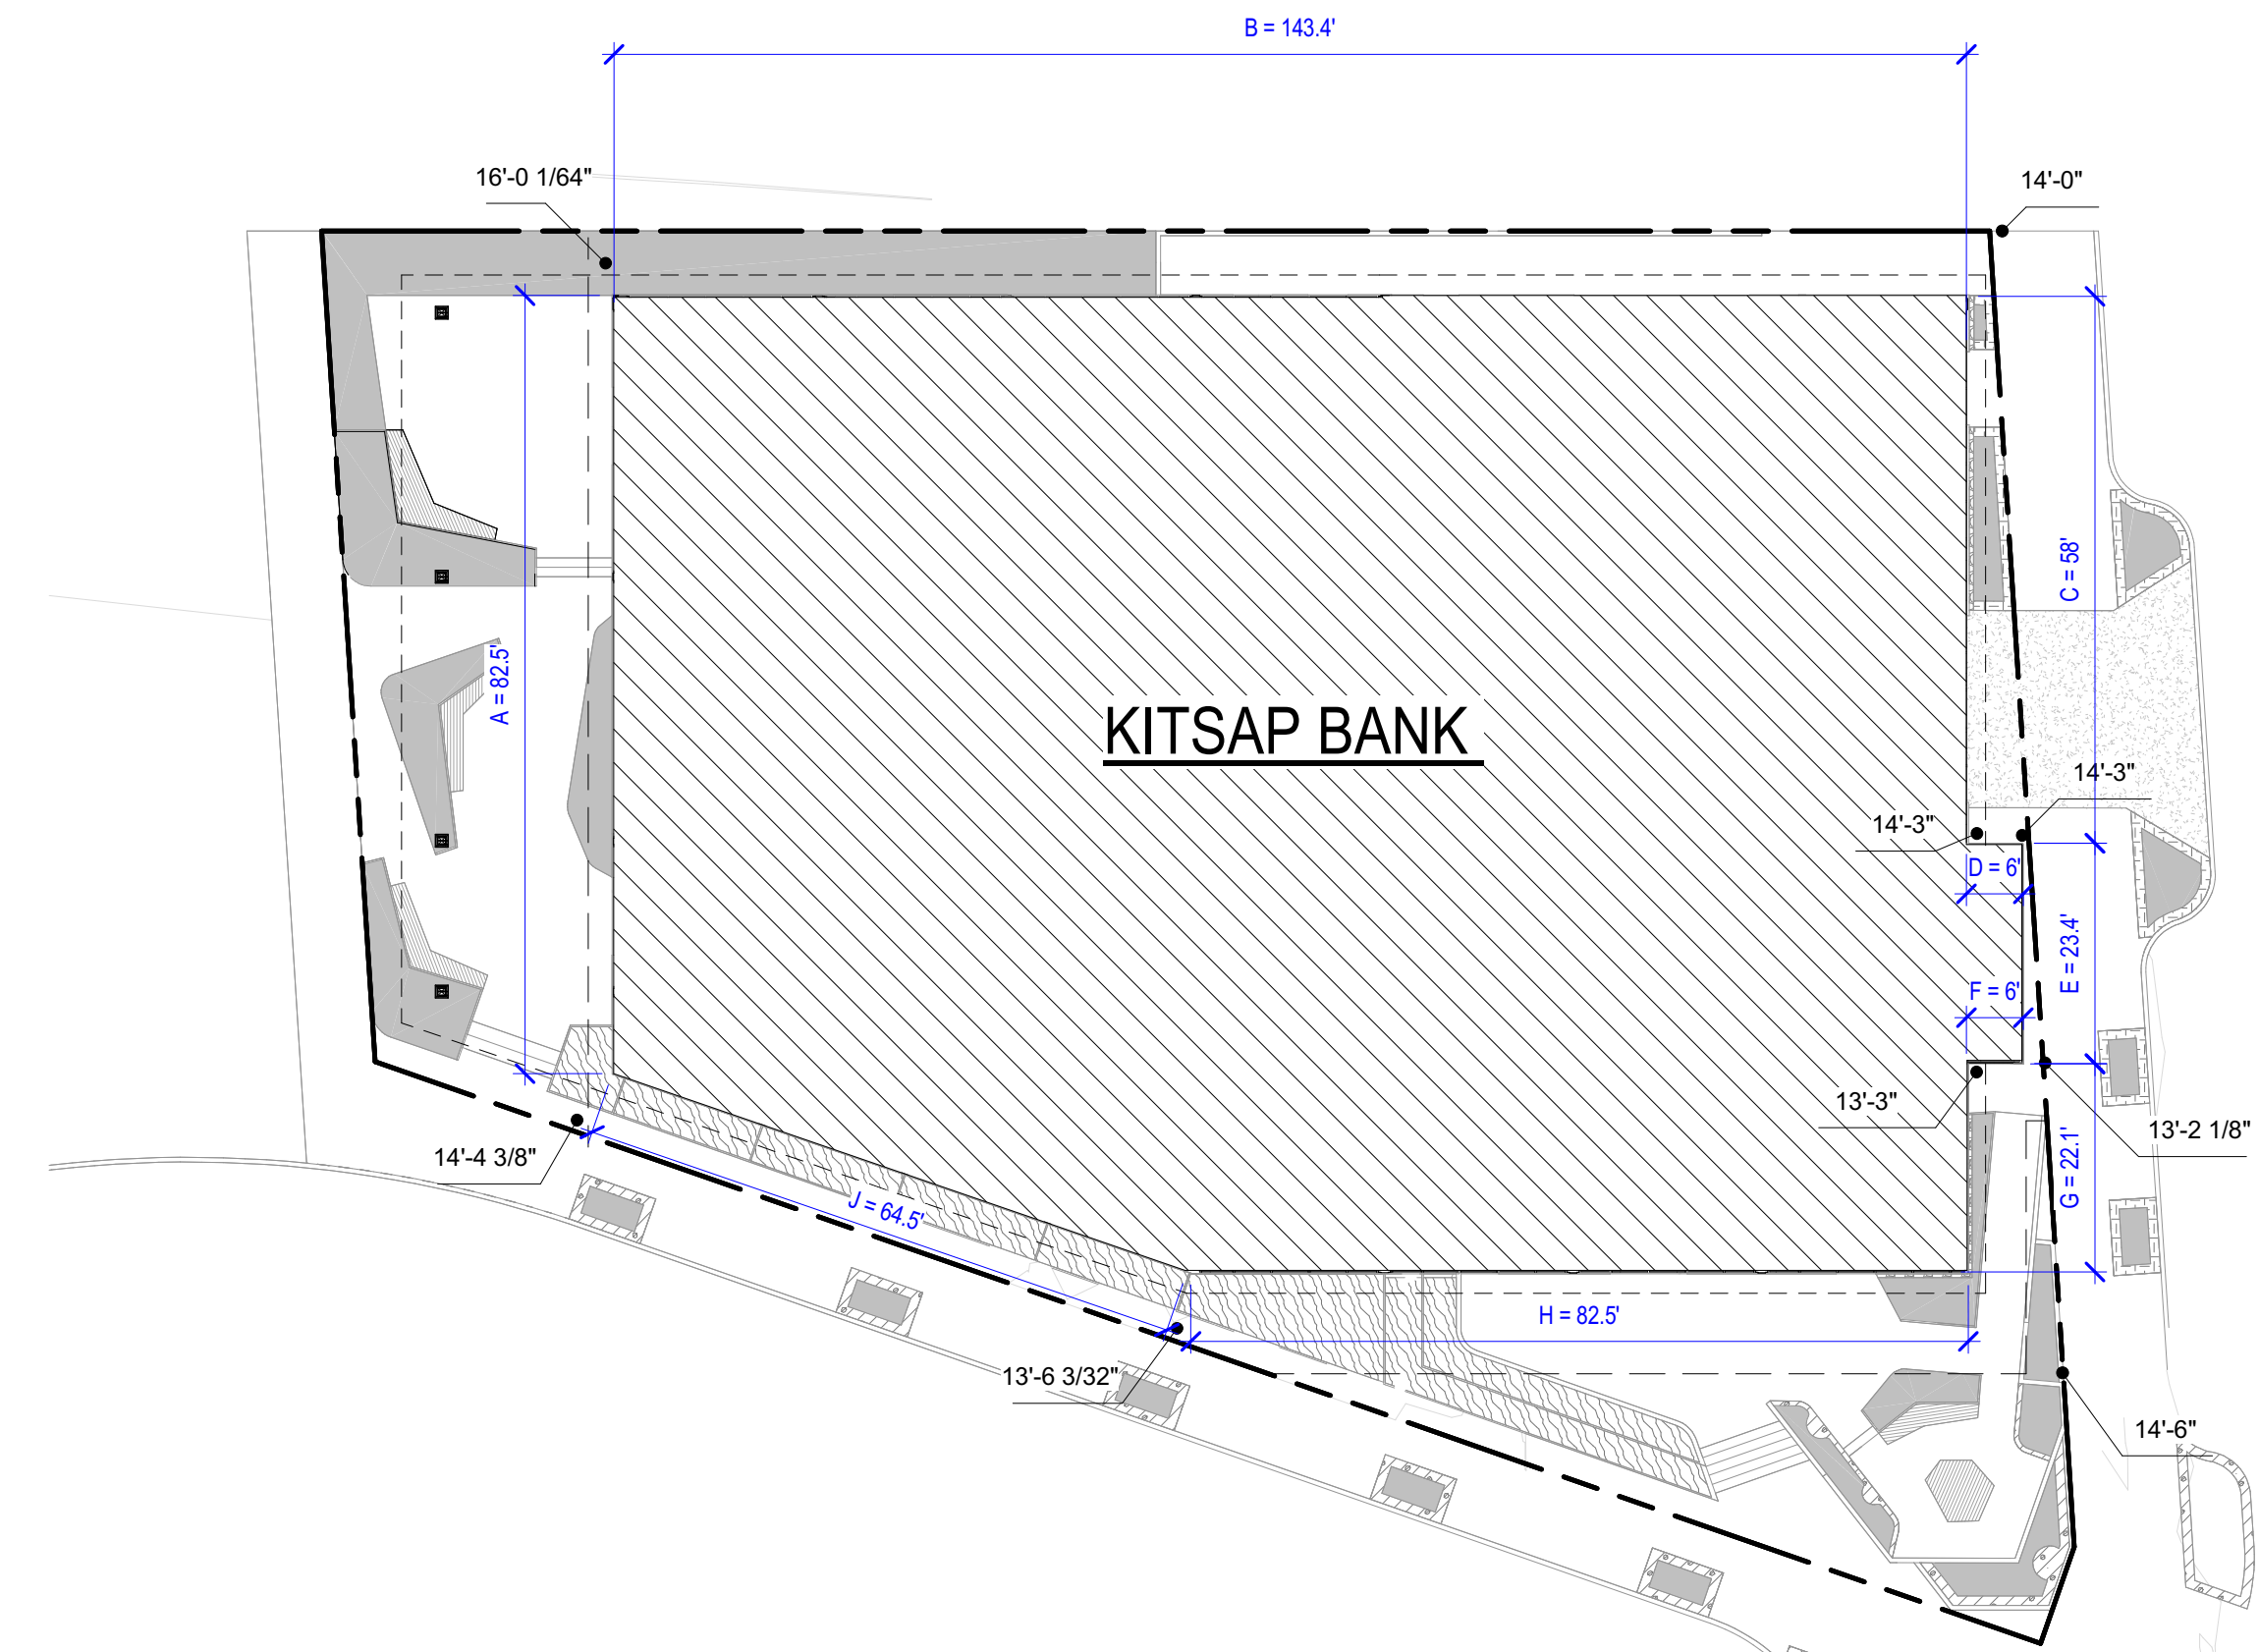 B = 143.4'
16'-0 1/64"
14'-0"
C = 58'
A = 82.5'
KITSAP BANK
14'-3"
14'-3"
D = 6'
E = 23.4'
F = 6'
13'-3"
13'-2 1/8"
14'-4 3/8"
G = 22.1'
J = 64.5'
H = 82.5'
13'-6 3/32"
14'-6"